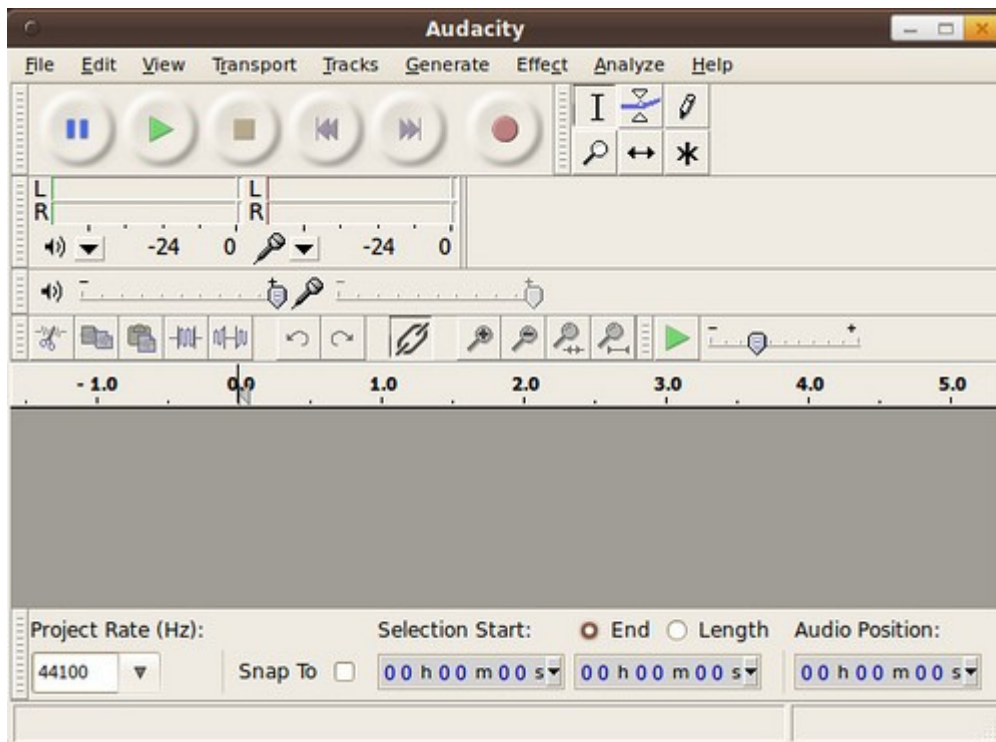 Audacity
File Edit View Transport Tracks Generate Effect Analyze Help
L L
R R
-24 0 -24 0
- + - +
- +
- 1.0 0.0 1.0 2.0 3.0 4.0 5.0
Project Rate (Hz): Selection Start: End Length Audio Position:
44100 Snap To 00 h 00 m 00 s 00 h 00 m 00 s 00 h 00 m 00 s